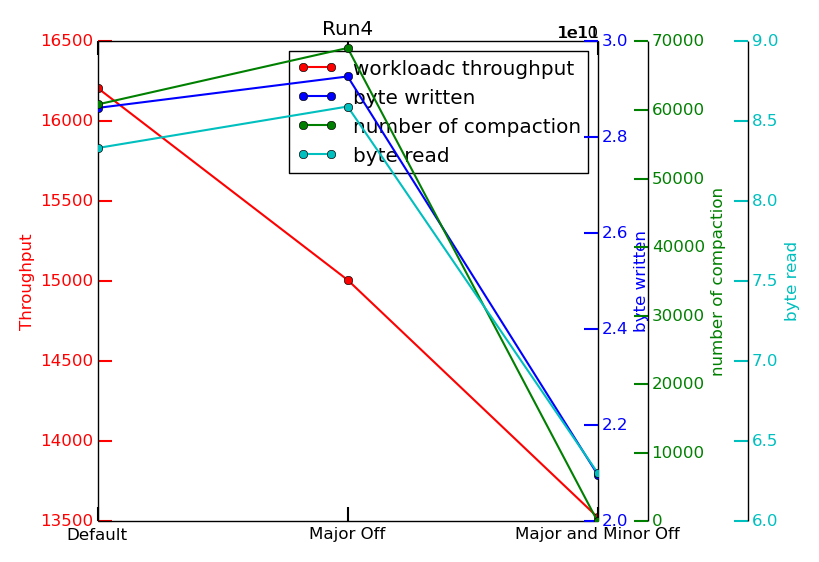 Run4
1e10
16500
16000
15500
15000
14500
14000
13500
Throughput
workloadc throughput
byte written
number of compaction
byte read
3.0
2.8
2.6
2.4
2.2
2.0
byte written
70000
60000
50000
40000
30000
20000
10000
0
number of compaction
9.0
8.5
8.0
7.5
7.0
6.5
6.0
byte read
Default
Major Off
Major and Minor Off